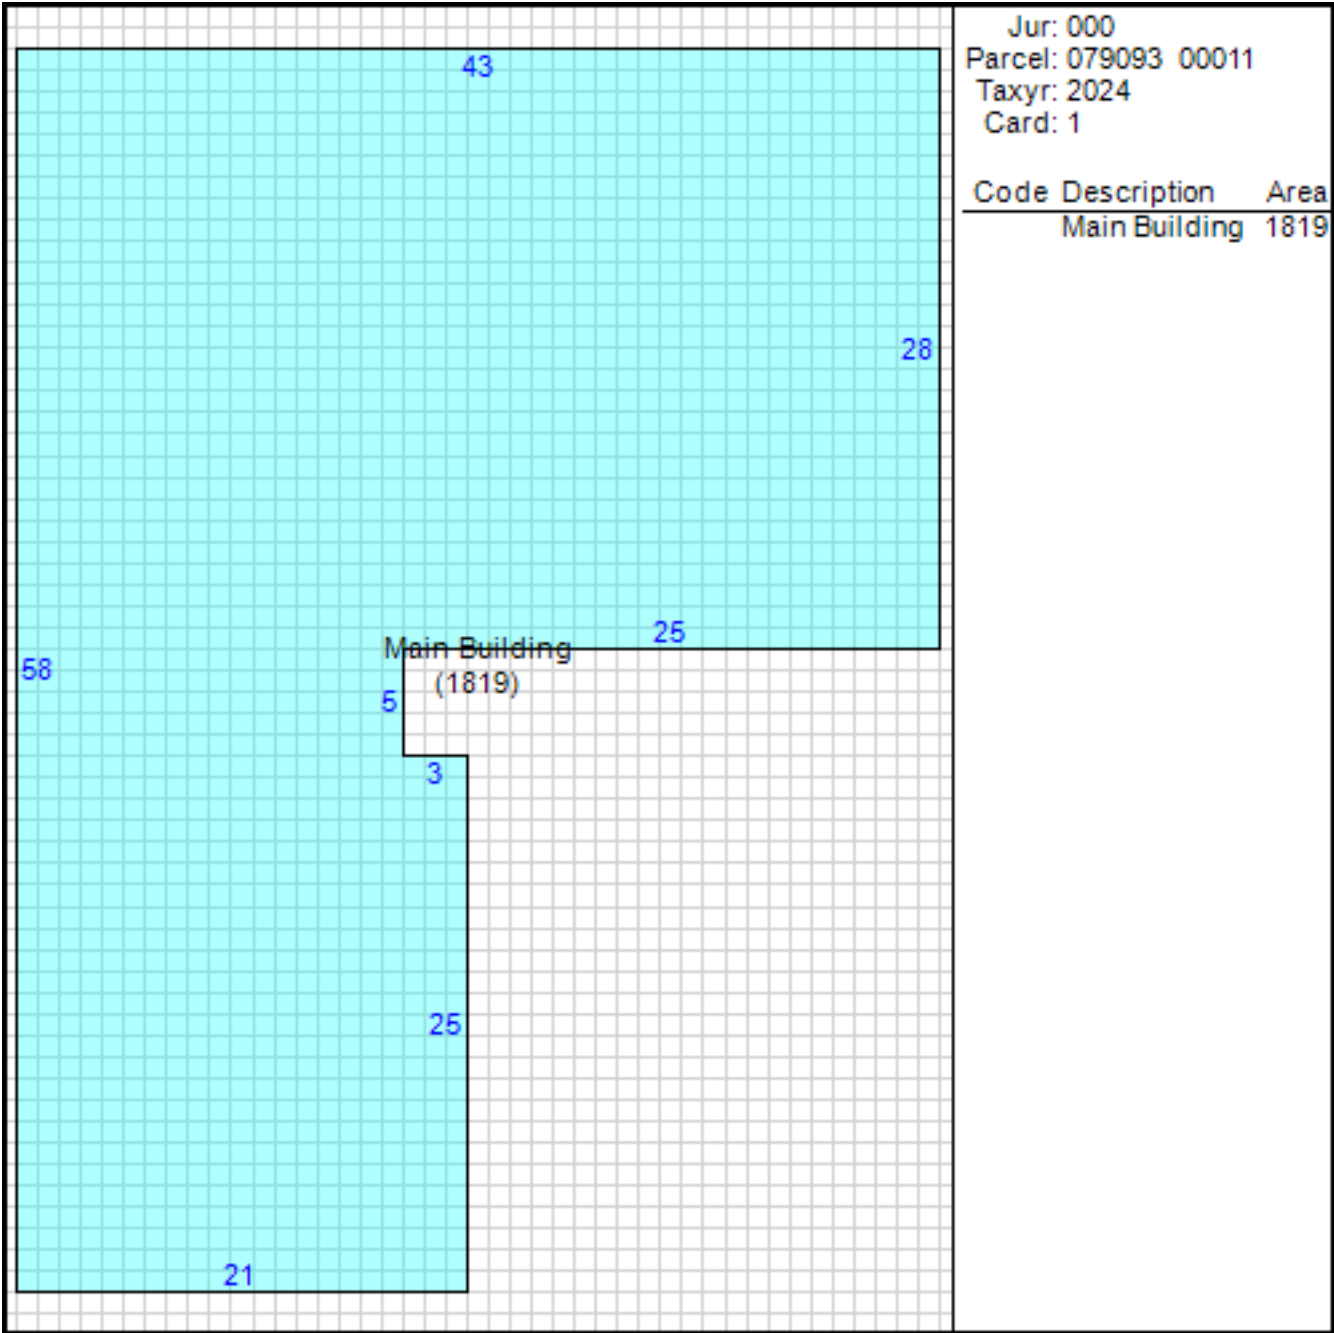 Jur: 000
Parcel: 079093 00011
Taxyr: 2024
Card: 1
Code Description Area
Main Building 1819
43
28
25
Main Building
(1819)
58
5
3
25
21